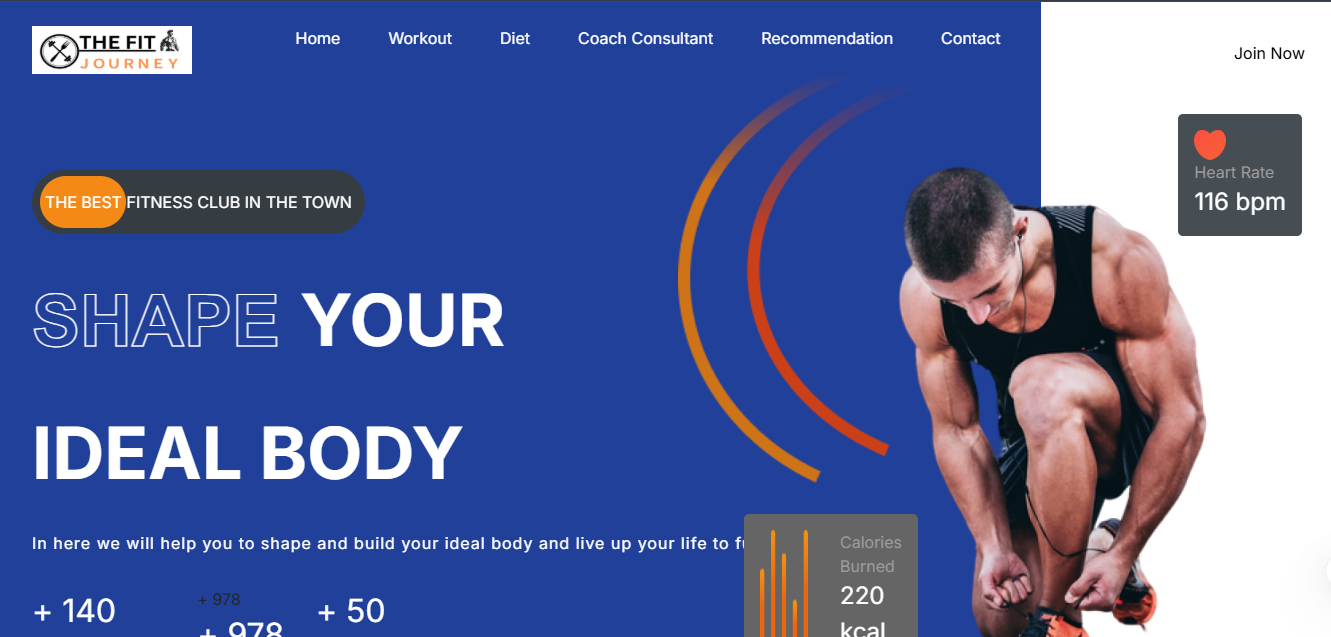 THE FIT
JOURNEY
Home
Workout
Diet
Coach Consultant
Recommendation
Contact
Join Now
Heart Rate
116 bpm
THE BEST FITNESS CLUB IN THE TOWN
SHAPE YOUR
IDEAL BODY
In here we will help you to shape and build your ideal body and live up your life to
Calories
Burned
220
kcal
+ 140
+ 978
+ 978
+ 50